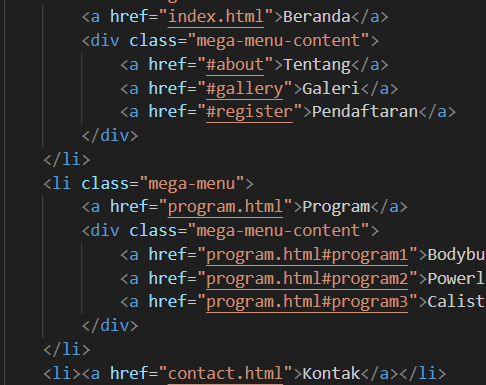 <a href="index.html">Beranda</a>
<div class="mega-menu-content">
<a href="#about">Tentang</a>
<a href="#gallery">Galeri</a>
<a href="#register">Pendaftaran</a>
</div>
</li>
<li class="mega-menu">
<a href="program.html">Program</a>
<div class="mega-menu-content">
<a href="program.html#program1">Bodybu
<a href="program.html#program2">Powerl
<a href="program.html#program3">Calist
</div>
</li>
<li><a href="contact.html">Kontak</a></li>